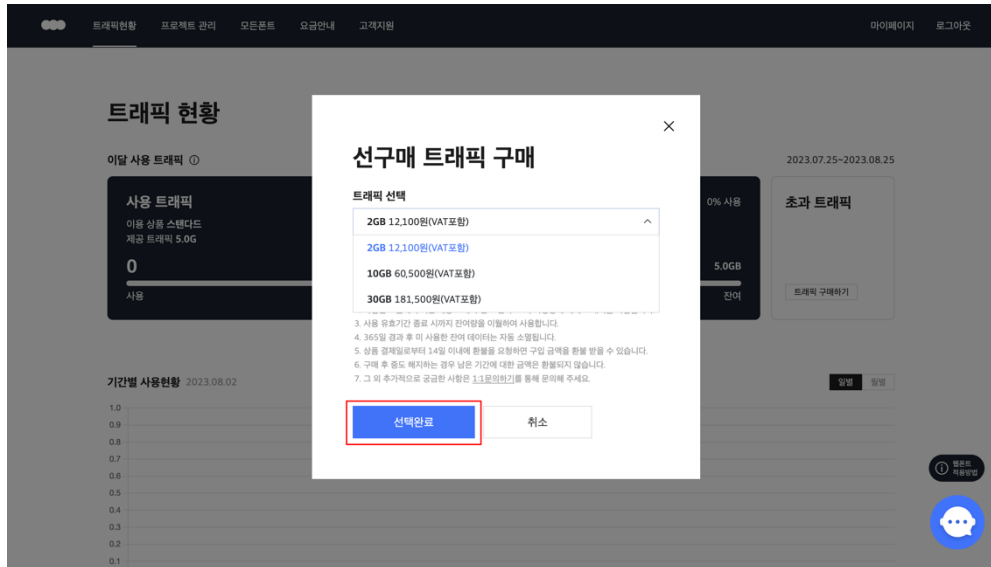 트래픽현황 프로젝트 관리 모든폰트 요금안내 고객지원 마이페이지 로그아웃
트래픽 현황
이달 사용 트래픽
2023.07.25~2023.08.25
사용 트래픽
이용 상품 스탠다드
제공 트래픽 5.0G
0
사용
0% 사용
5.0GB
잔여
초과 트래픽
트래픽 구매하기
선구매 트래픽 구매
트래픽 선택
2GB 12,100원(VAT포함)
2GB 12,100원(VAT포함)
10GB 60,500원(VAT포함)
30GB 181,500원(VAT포함)
3. 사용 유효기간 종료 시까지 잔여량을 이월하여 사용합니다.
4. 365일 경과 후 미 사용한 잔여 데이터는 자동 소멸됩니다.
5. 상품 결제일로부터 14일 이내에 환불을 요청하면 구입 금액을 환불 받을 수 있습니다.
6. 구매 후 중도 해지하는 경우 남은 기간에 대한 금액은 환불되지 않습니다.
7. 그 외 추가적으로 궁금한 사항은 1:1문의하기를 통해 문의해 주세요.
선택완료 취소
기간별 사용현황 2023.08.02
일별 월별
1.0
0.9
0.8
0.7
0.6
0.5
0.4
0.3
0.2
0.1
웹폰트
적용방법